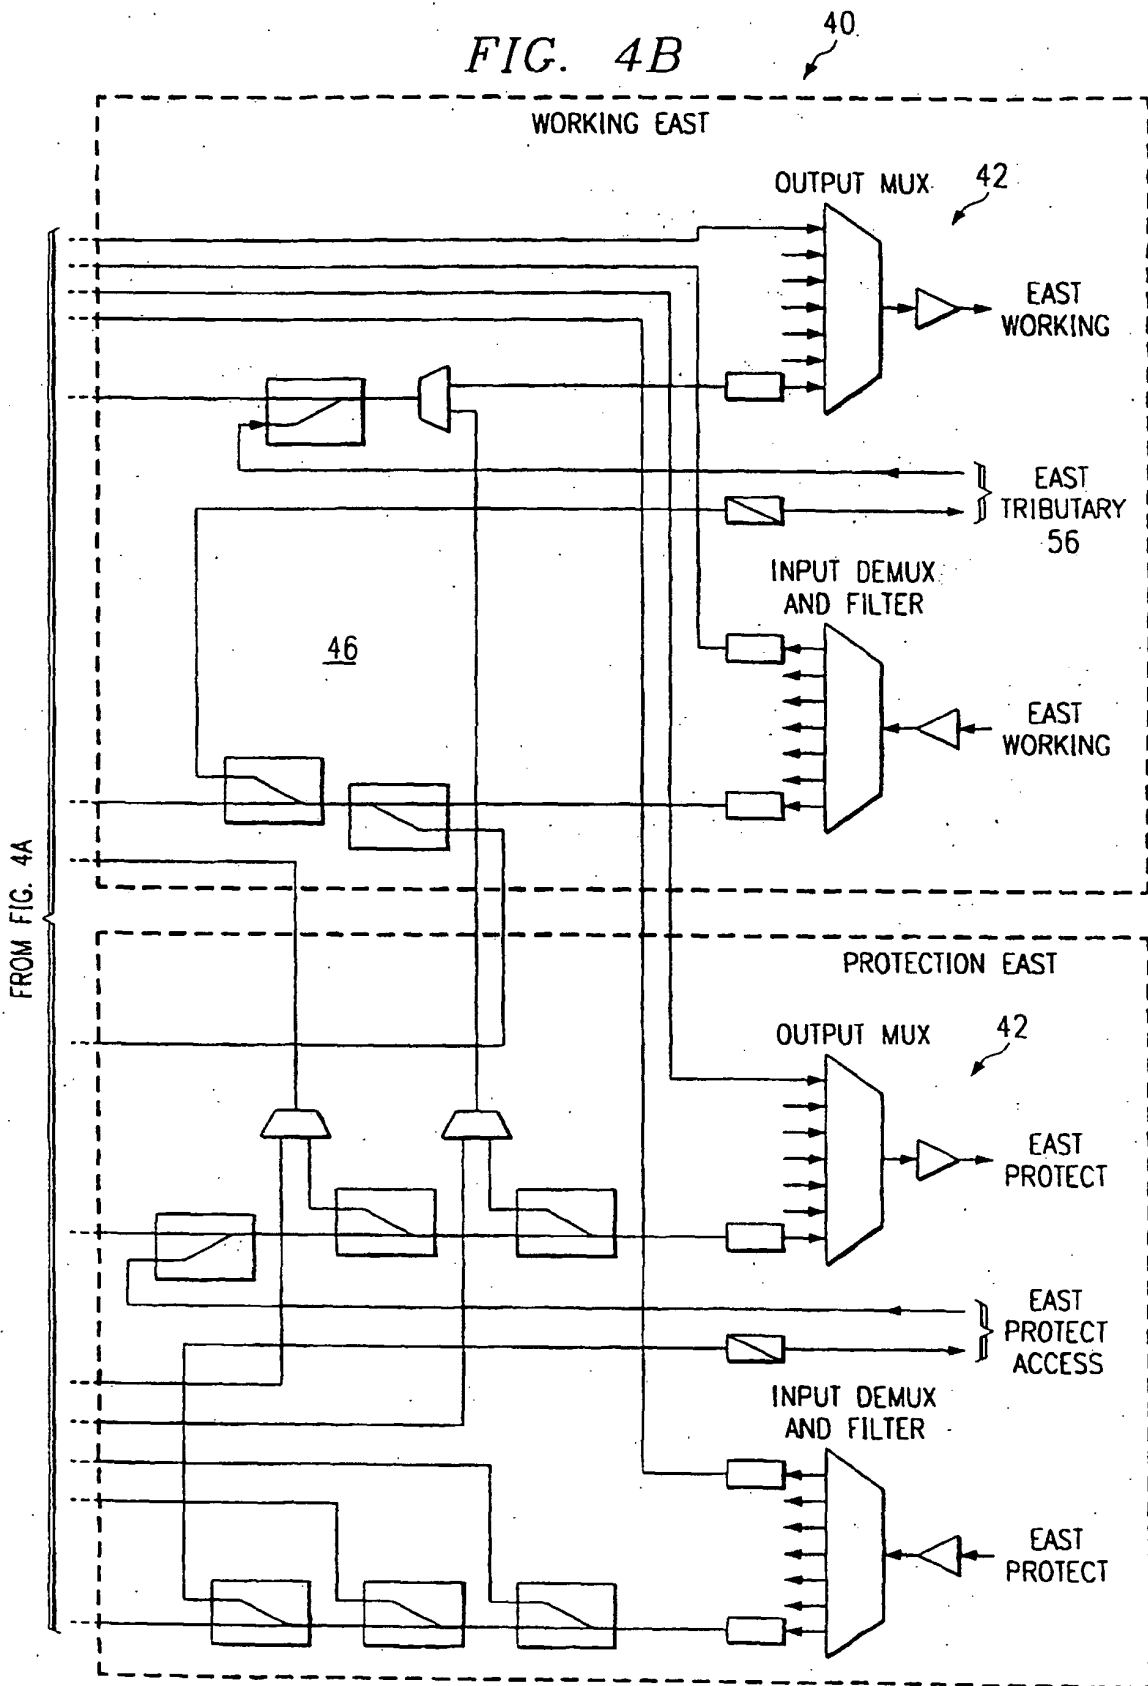 FIG. 4B
40
WORKING EAST
OUTPUT MUX
42
EAST
WORKING
EAST
TRIBUTARY
56
INPUT DEMUX
AND FILTER
46
EAST
WORKING
FROM FIG. 4A
PROTECTION EAST
OUTPUT MUX
42
EAST
PROTECT
EAST
PROTECT
ACCESS
INPUT DEMUX
AND FILTER
EAST
PROTECT